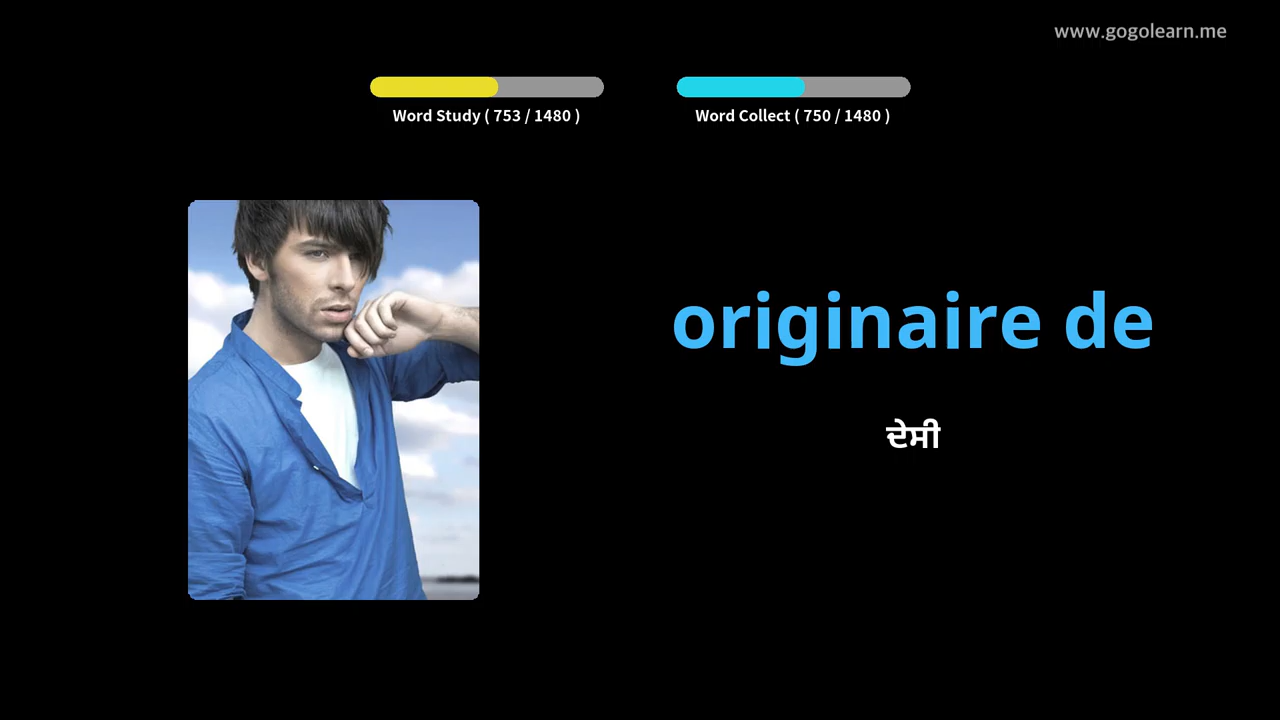 www.gogolearn.me
Word Study ( 753 / 1480 )
Word Collect ( 750 / 1480 )
originaire de
ਦੇਸੀ